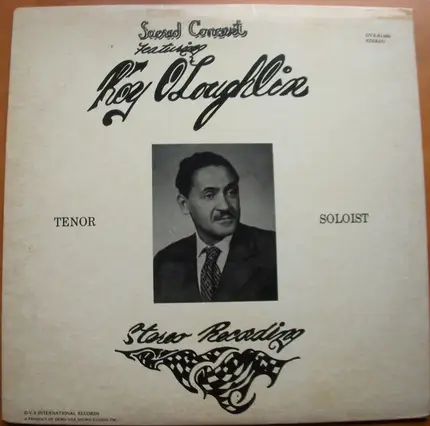 Sacred Concert
featuring
Roy O'Loughlin
STEREO
TENOR
SOLOIST
Stereo Recording
D.V.S INTERNATIONAL RECORDS